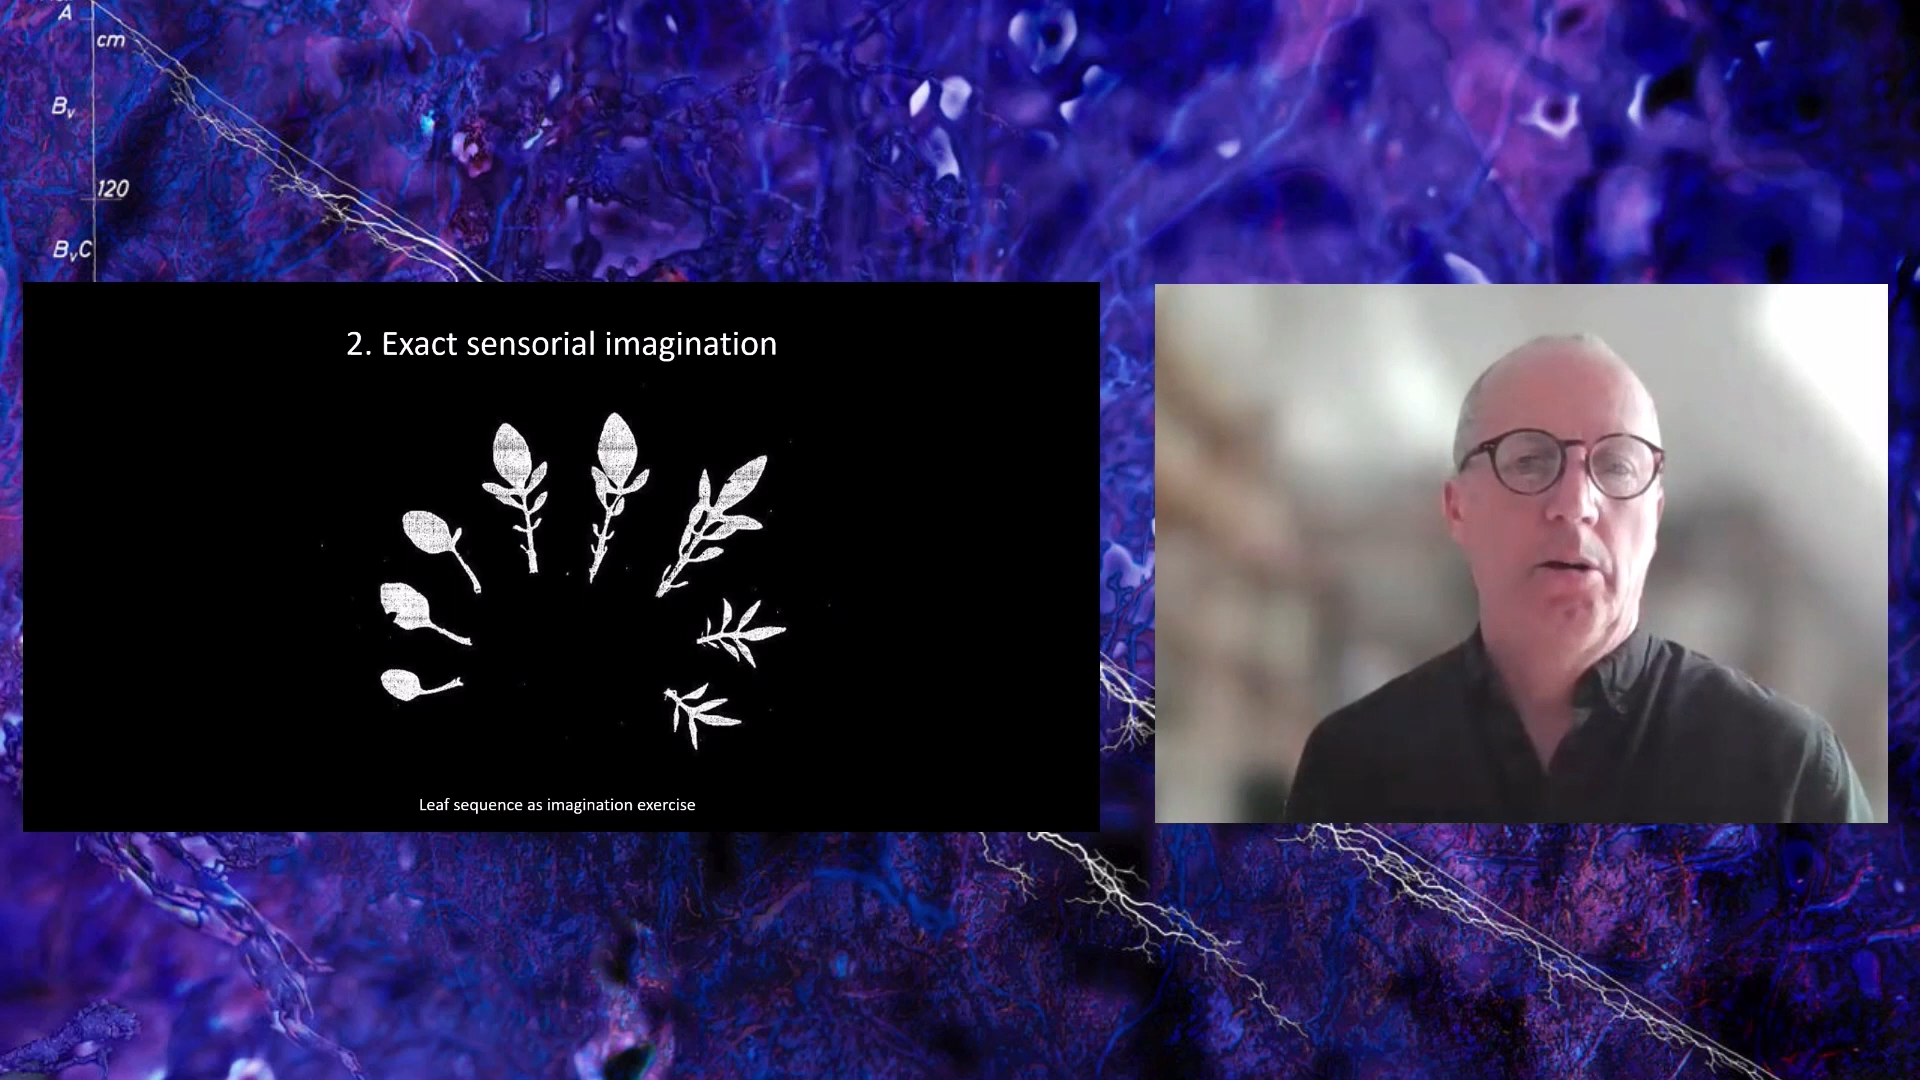 A
cm
Bv
120
BvC
2. Exact sensorial imagination
Leaf sequence as imagination exercise